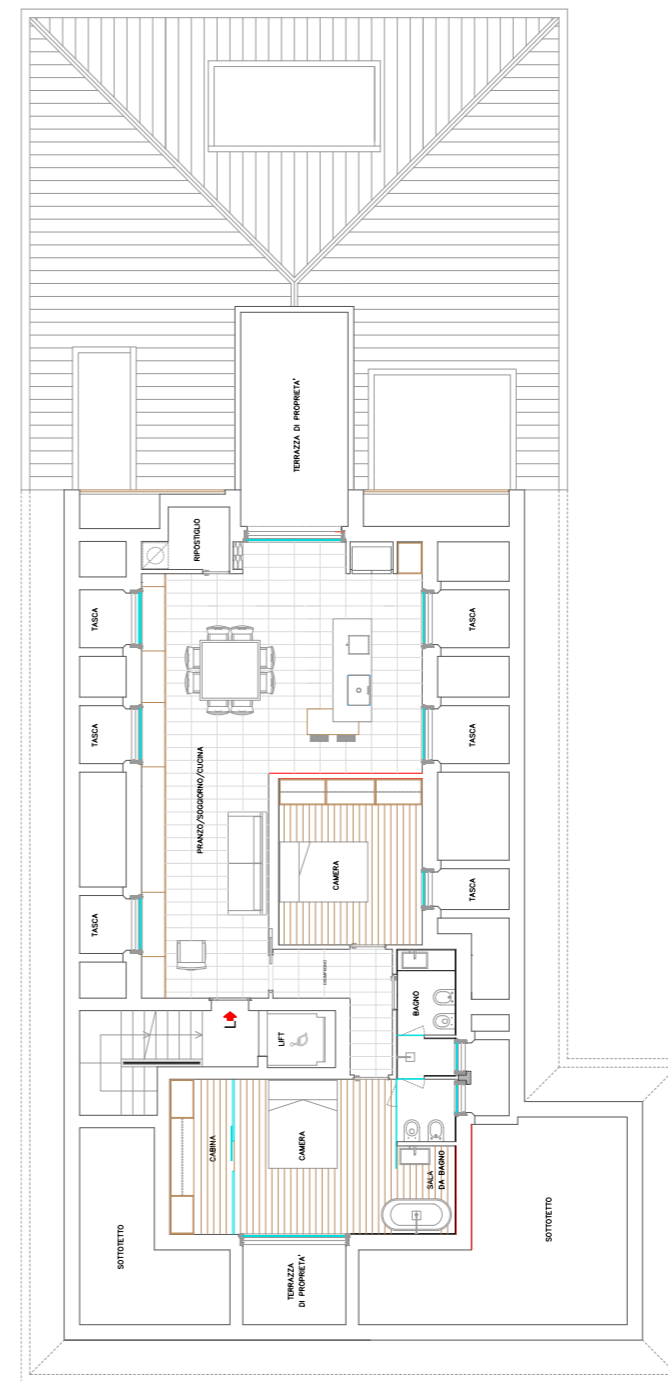 TERRAZZA DI PROPRIETA'
RIPOSTIGLIO
TASCA
TASCA
TASCA
TASCA
PRANZO/SOGGIORNO/CUCINA
CAMERA
TASCA
TASCA
DISIMPEGNO
BAGNO
L
LIFT
CABINA
CAMERA
SALA
DA BAGNO
SOTTOTETTO
SOTTOTETTO
TERRAZZA
DI PROPRIETA'